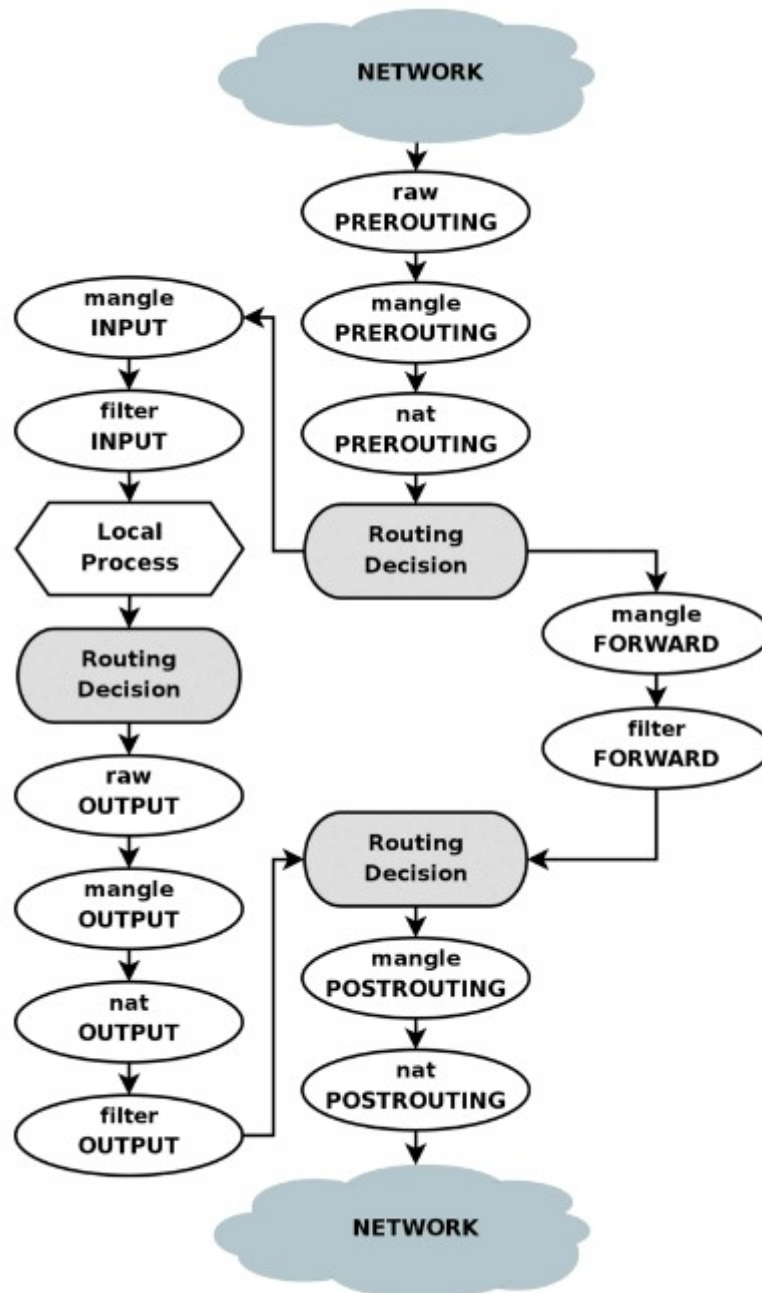 NETWORK
raw
PREROUTING
mangle
PREROUTING
nat
PREROUTING
Routing
Decision
mangle
INPUT
filter
INPUT
Local
Process
Routing
Decision
raw
OUTPUT
mangle
OUTPUT
nat
OUTPUT
filter
OUTPUT
mangle
FORWARD
filter
FORWARD
Routing
Decision
mangle
POSTROUTING
nat
POSTROUTING
NETWORK